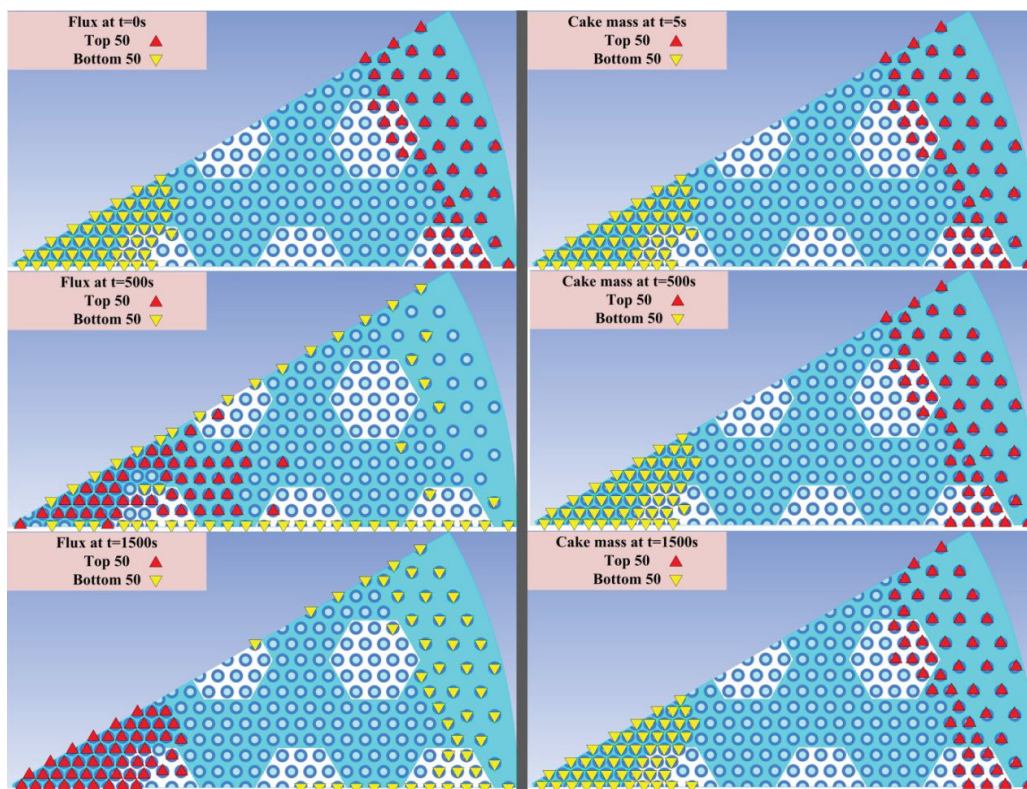 Flux at t=0s
Top 50
Bottom 50
Cake mass at t=5s
Top 50
Bottom 50
Flux at t=500s
Top 50
Bottom 50
Cake mass at t=500s
Top 50
Bottom 50
Flux at t=1500s
Top 50
Bottom 50
Cake mass at t=1500s
Top 50
Bottom 50